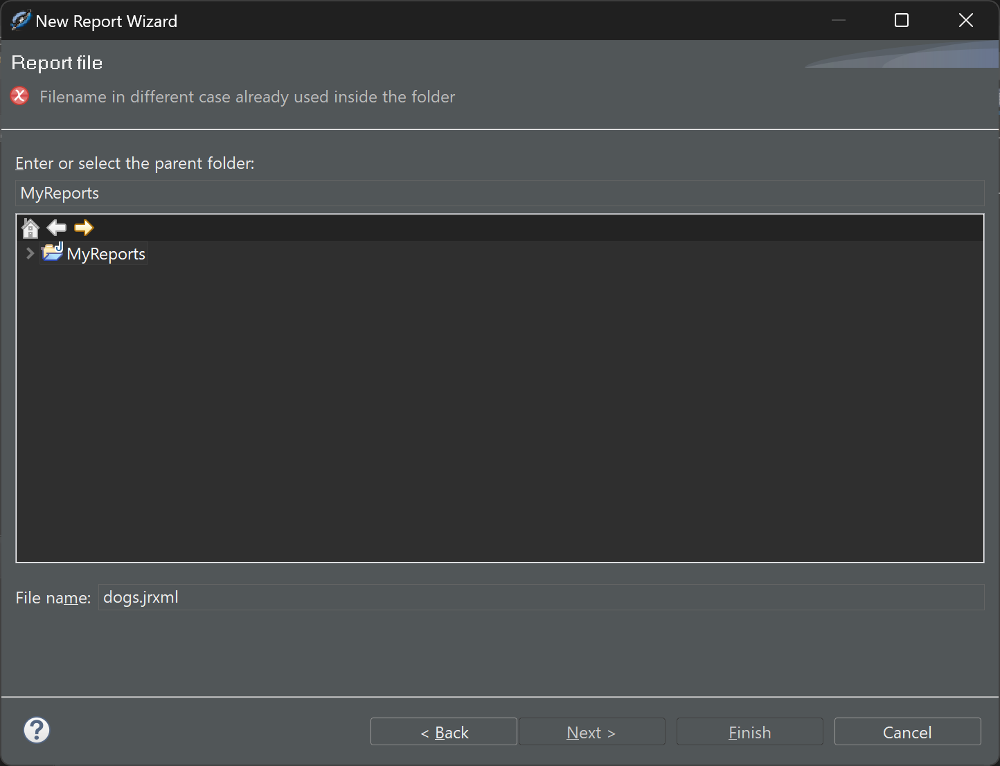 New Report Wizard
Report file
Filename in different case already used inside the folder
Enter or select the parent folder:
MyReports
MyReports
File name: dogs.jrxml
< Back Next > Finish Cancel